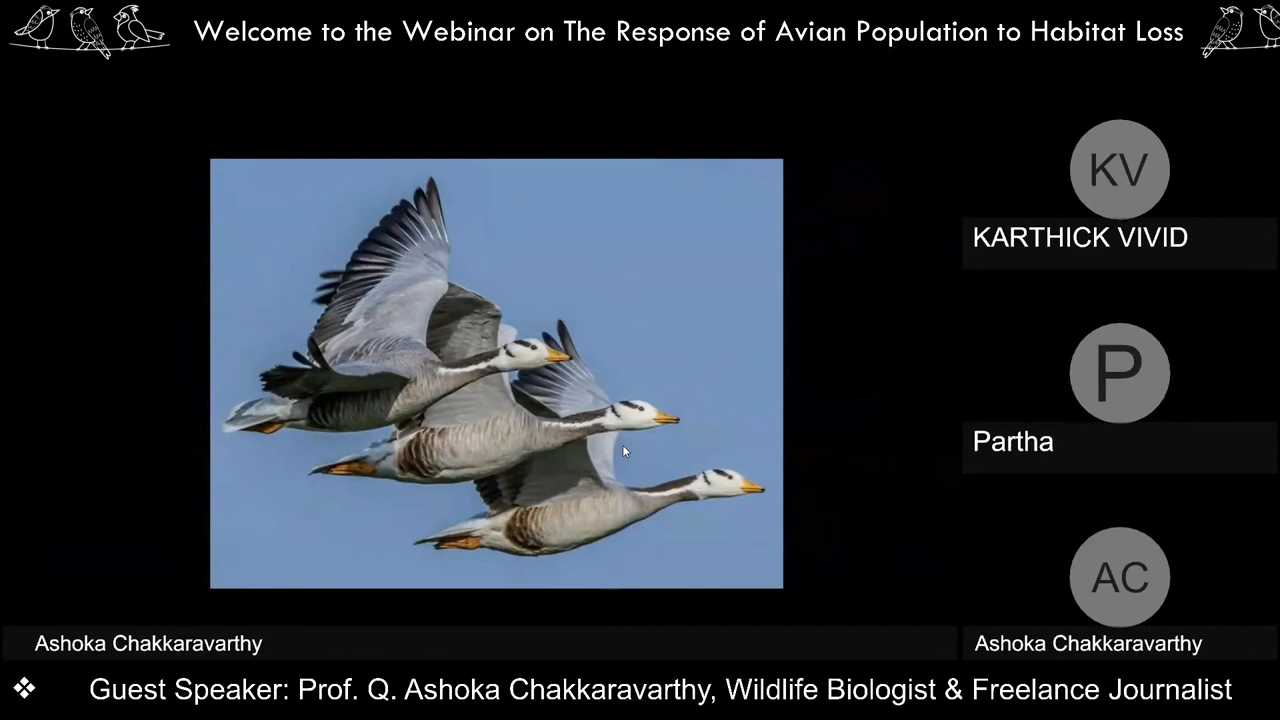 Welcome to the Webinar on The Response of Avian Population to Habitat Loss
KV
KARTHICK VIVID
P
Partha
AC
Ashoka Chakkaravarthy
Ashoka Chakkaravarthy
❖ Guest Speaker: Prof. Q. Ashoka Chakkaravarthy, Wildlife Biologist & Freelance Journalist